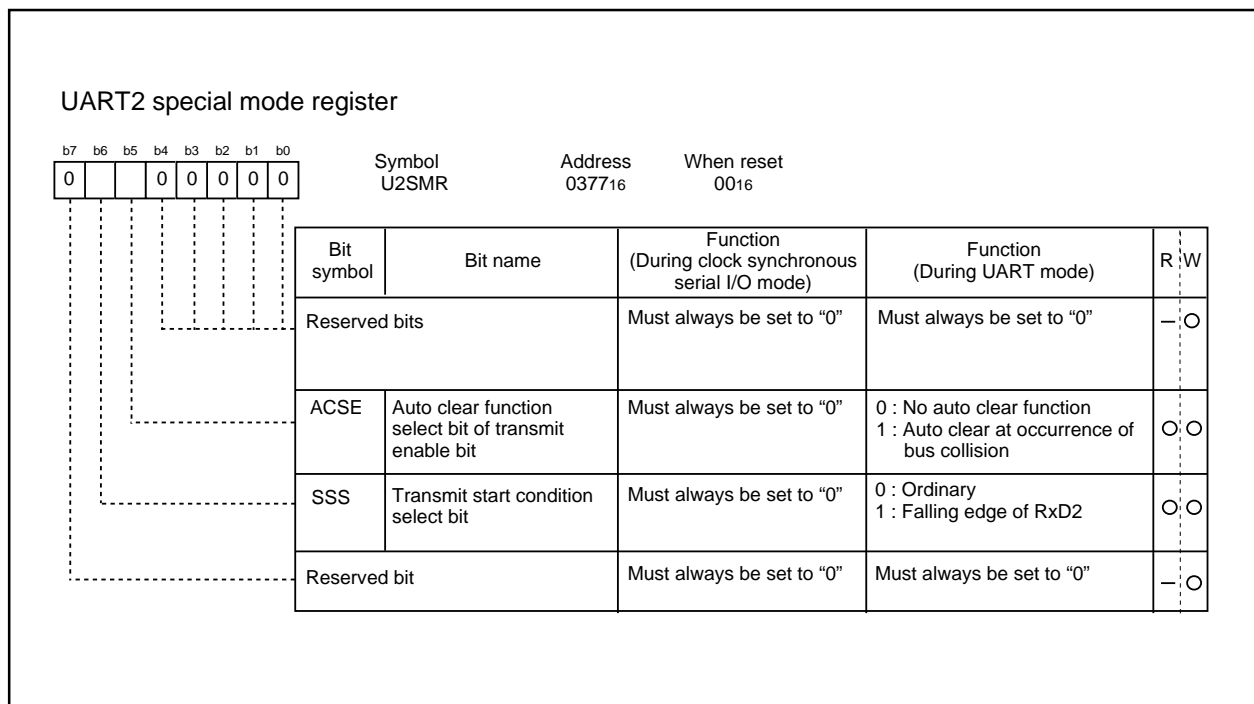 UART2 special mode register
b7 b6 b5 b4 b3 b2 b1 b0
0 0 0 0 0 0
Symbol Address When reset
U2SMR 037716 0016
Bit symbol Bit name Function (During clock synchronous serial I/O mode) Function (During UART mode) R W
Reserved bits Must always be set to “0” Must always be set to “0” – O
ACSE Auto clear function select bit of transmit enable bit Must always be set to “0” 0 : No auto clear function 1 : Auto clear at occurrence of bus collision O O
SSS Transmit start condition select bit Must always be set to “0” 0 : Ordinary 1 : Falling edge of RxD2 O O
Reserved bit Must always be set to “0” Must always be set to “0” – O